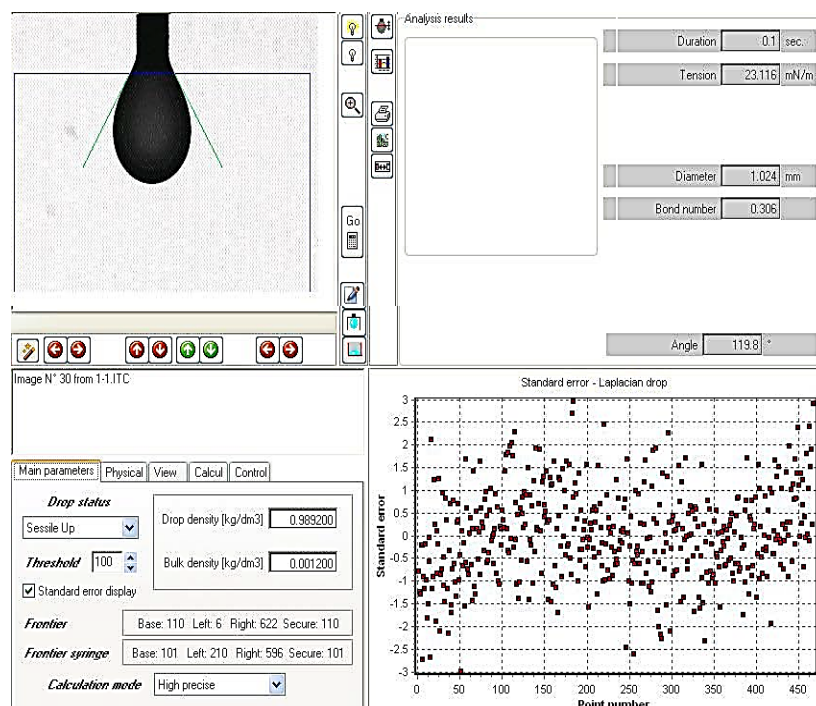 Analysis results
Duration 0.1 sec.
Tension 23.116 mN/m
Diameter 1.024 mm
Bond number 0.306
Go
Angle 119.8 °
Image N° 30 from 1-1.ITC
Main parameters Physical View Calcul Control
Drop status
Sessile Up
Drop density [kg/dm3] 0.989200
Threshold 100
Bulk density [kg/dm3] 0.001200
Standard error display
Frontier Base: 110 Left: 6 Right: 622 Secure: 110
Frontier syringe Base: 101 Left: 210 Right: 596 Secure: 101
Calculation mode High precise
Standard error - Laplacian drop
Standard error
3
2.5
2
1.5
1
0.5
0
-0.5
-1
-1.5
-2
-2.5
-3
0 50 100 150 200 250 300 350 400 450
Point number